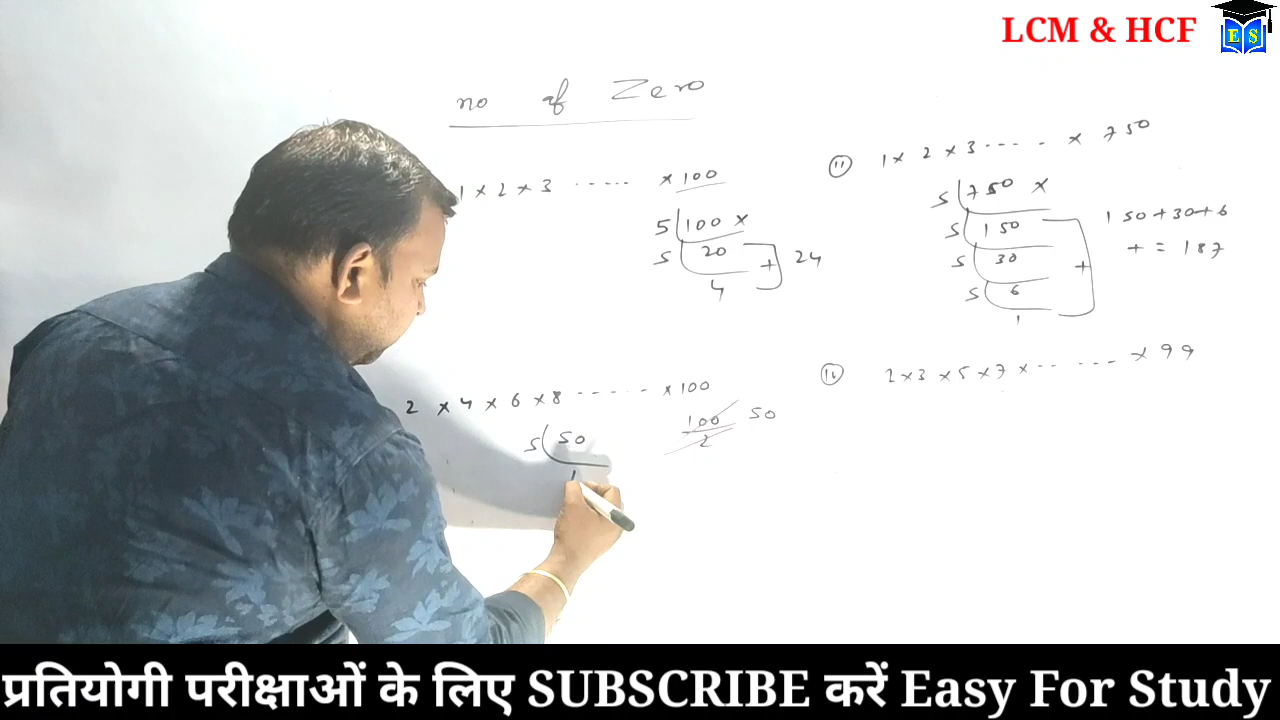 LCM & HCF
E S
no of Zero
1 × 2 × 3 ..... × 100
5 100 ×
5 20
4
+ 24
(11) 1 × 2 × 3 ..... × 750
5 750 ×
5 150
5 30
5 6
1
+
150+30+6
+ = 187
2 × 4 × 6 × 8 ...... × 100
5 50
1
100
2
50
2 × 3 × 5 × 7 × ...... × 99
प्रतियोगी परीक्षाओं के लिए SUBSCRIBE करें Easy For Study